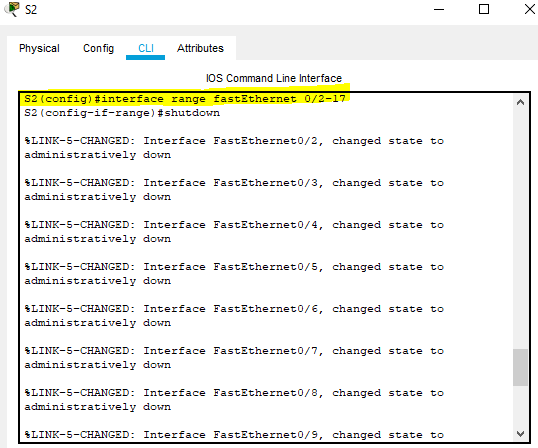 S2
Physical Config CLI Attributes
IOS Command Line Interface
S2(config)#interface range fastEthernet 0/2-17
S2(config-if-range)#shutdown
%LINK-5-CHANGED: Interface FastEthernet0/2, changed state to
administratively down
%LINK-5-CHANGED: Interface FastEthernet0/3, changed state to
administratively down
%LINK-5-CHANGED: Interface FastEthernet0/4, changed state to
administratively down
%LINK-5-CHANGED: Interface FastEthernet0/5, changed state to
administratively down
%LINK-5-CHANGED: Interface FastEthernet0/6, changed state to
administratively down
%LINK-5-CHANGED: Interface FastEthernet0/7, changed state to
administratively down
%LINK-5-CHANGED: Interface FastEthernet0/8, changed state to
administratively down
%LINK-5-CHANGED: Interface FastEthernet0/9, changed state to